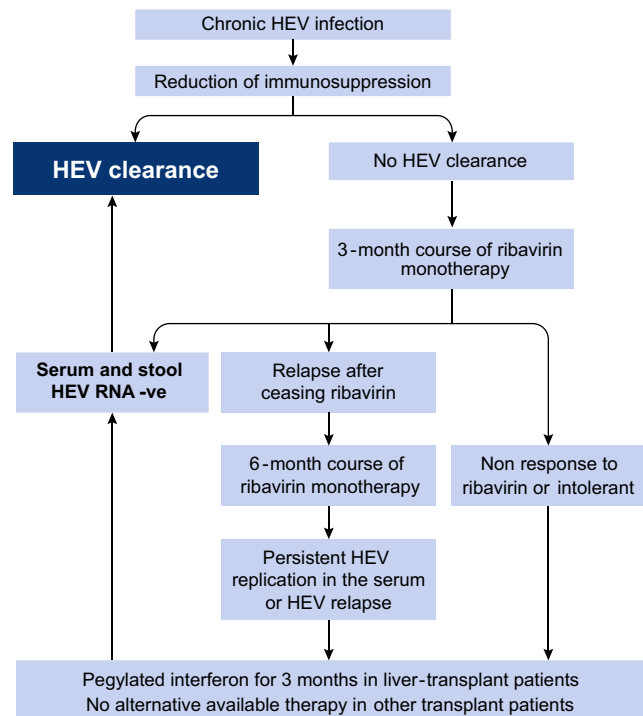 Chronic HEV infection
Reduction of immunosuppression
HEV clearance
No HEV clearance
3-month course of ribavirin
monotherapy
Serum and stool
HEV RNA -ve
Relapse after
ceasing ribavirin
6-month course of
ribavirin monotherapy
Non response to
ribavirin or intolerant
Persistent HEV
replication in the serum
or HEV relapse
Pegylated interferon for 3 months in liver-transplant patients
No alternative available therapy in other transplant patients